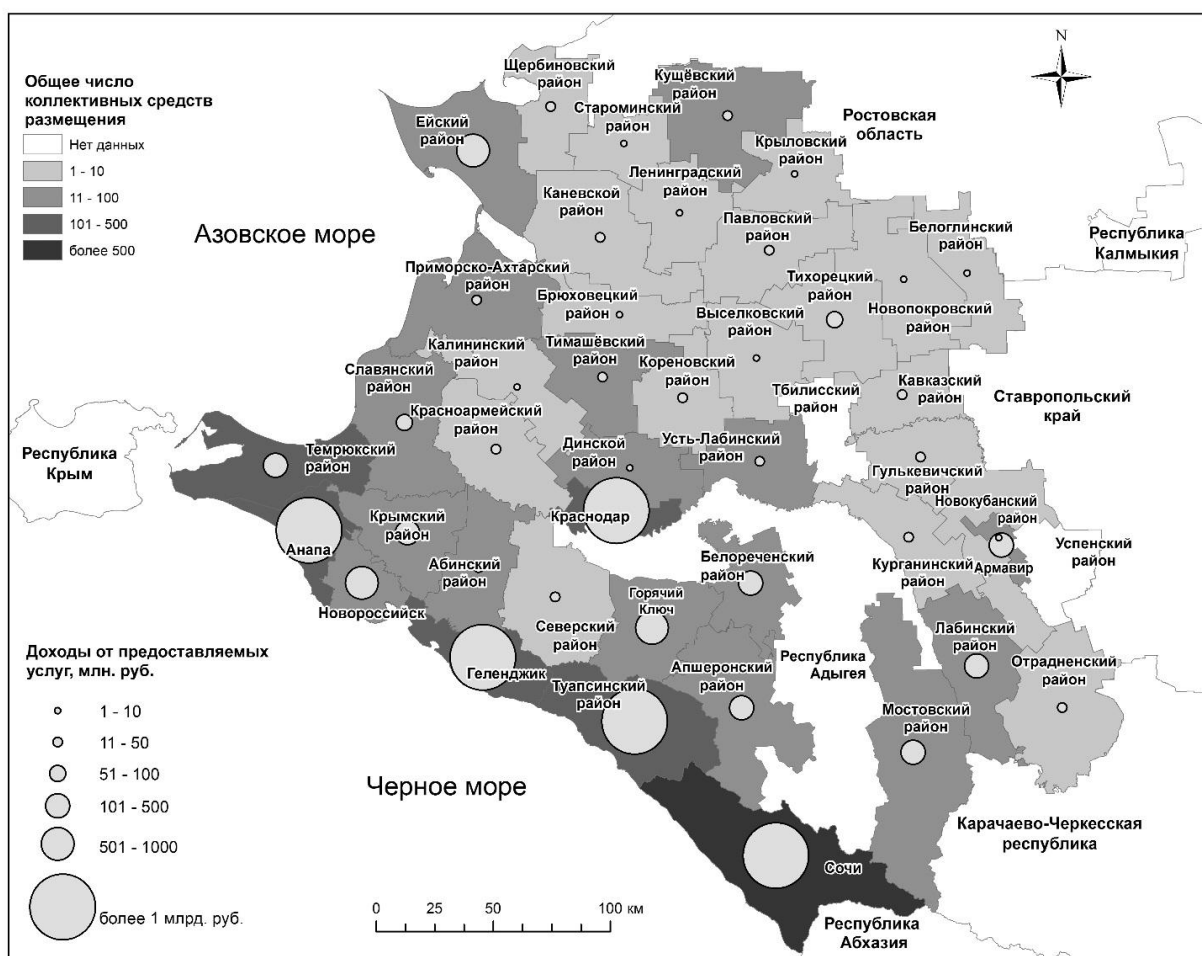 Общее число
коллективных средств
размещения
Нет данных
1 - 10
11 - 100
101 - 500
более 500
N
Щербиновский
район
Кущёвский
район
Староминский
район
Ейский
район
Ростовская
область
Крыловский
район
Ленинградский
район
Каневской
район
Павловский
район
Белоглинский
район
Республика
Калмыкия
Азовское море
Тихорецкий
район
Приморско-Ахтарский
район
Брюховецкий
район
Выселковский
район
Новопокровский
район
Калининский
район
Тимашёвский
район
Кореновский
район
Славянский
район
Тбилисский
район
Кавказский
район
Ставропольский
край
Красноармейский
район
Республика
Крым
Темрюкский
район
Динской
район
Усть-Лабинский
район
Гулькевичский
район
Новокубанский
район
Краснодар
Крымский
район
Анапа
Успенский
район
Армавир
Курганинский
район
Белореченский
район
Абинский
район
Новороссийск
Горячий
Ключ
Северский
район
Лабинский
район
Отрадненский
район
Республика
Адыгея
Апшеронский
район
Геленджик
Туапсинский
район
Мостовский
район
Доходы от предоставляемых
услуг, млн. руб.
1 - 10
11 - 50
51 - 100
101 - 500
501 - 1000
более 1 млрд. руб.
Черное море
Карачаево-Черкесская
республика
Сочи
0 25 50 100 км
Республика
Абхазия